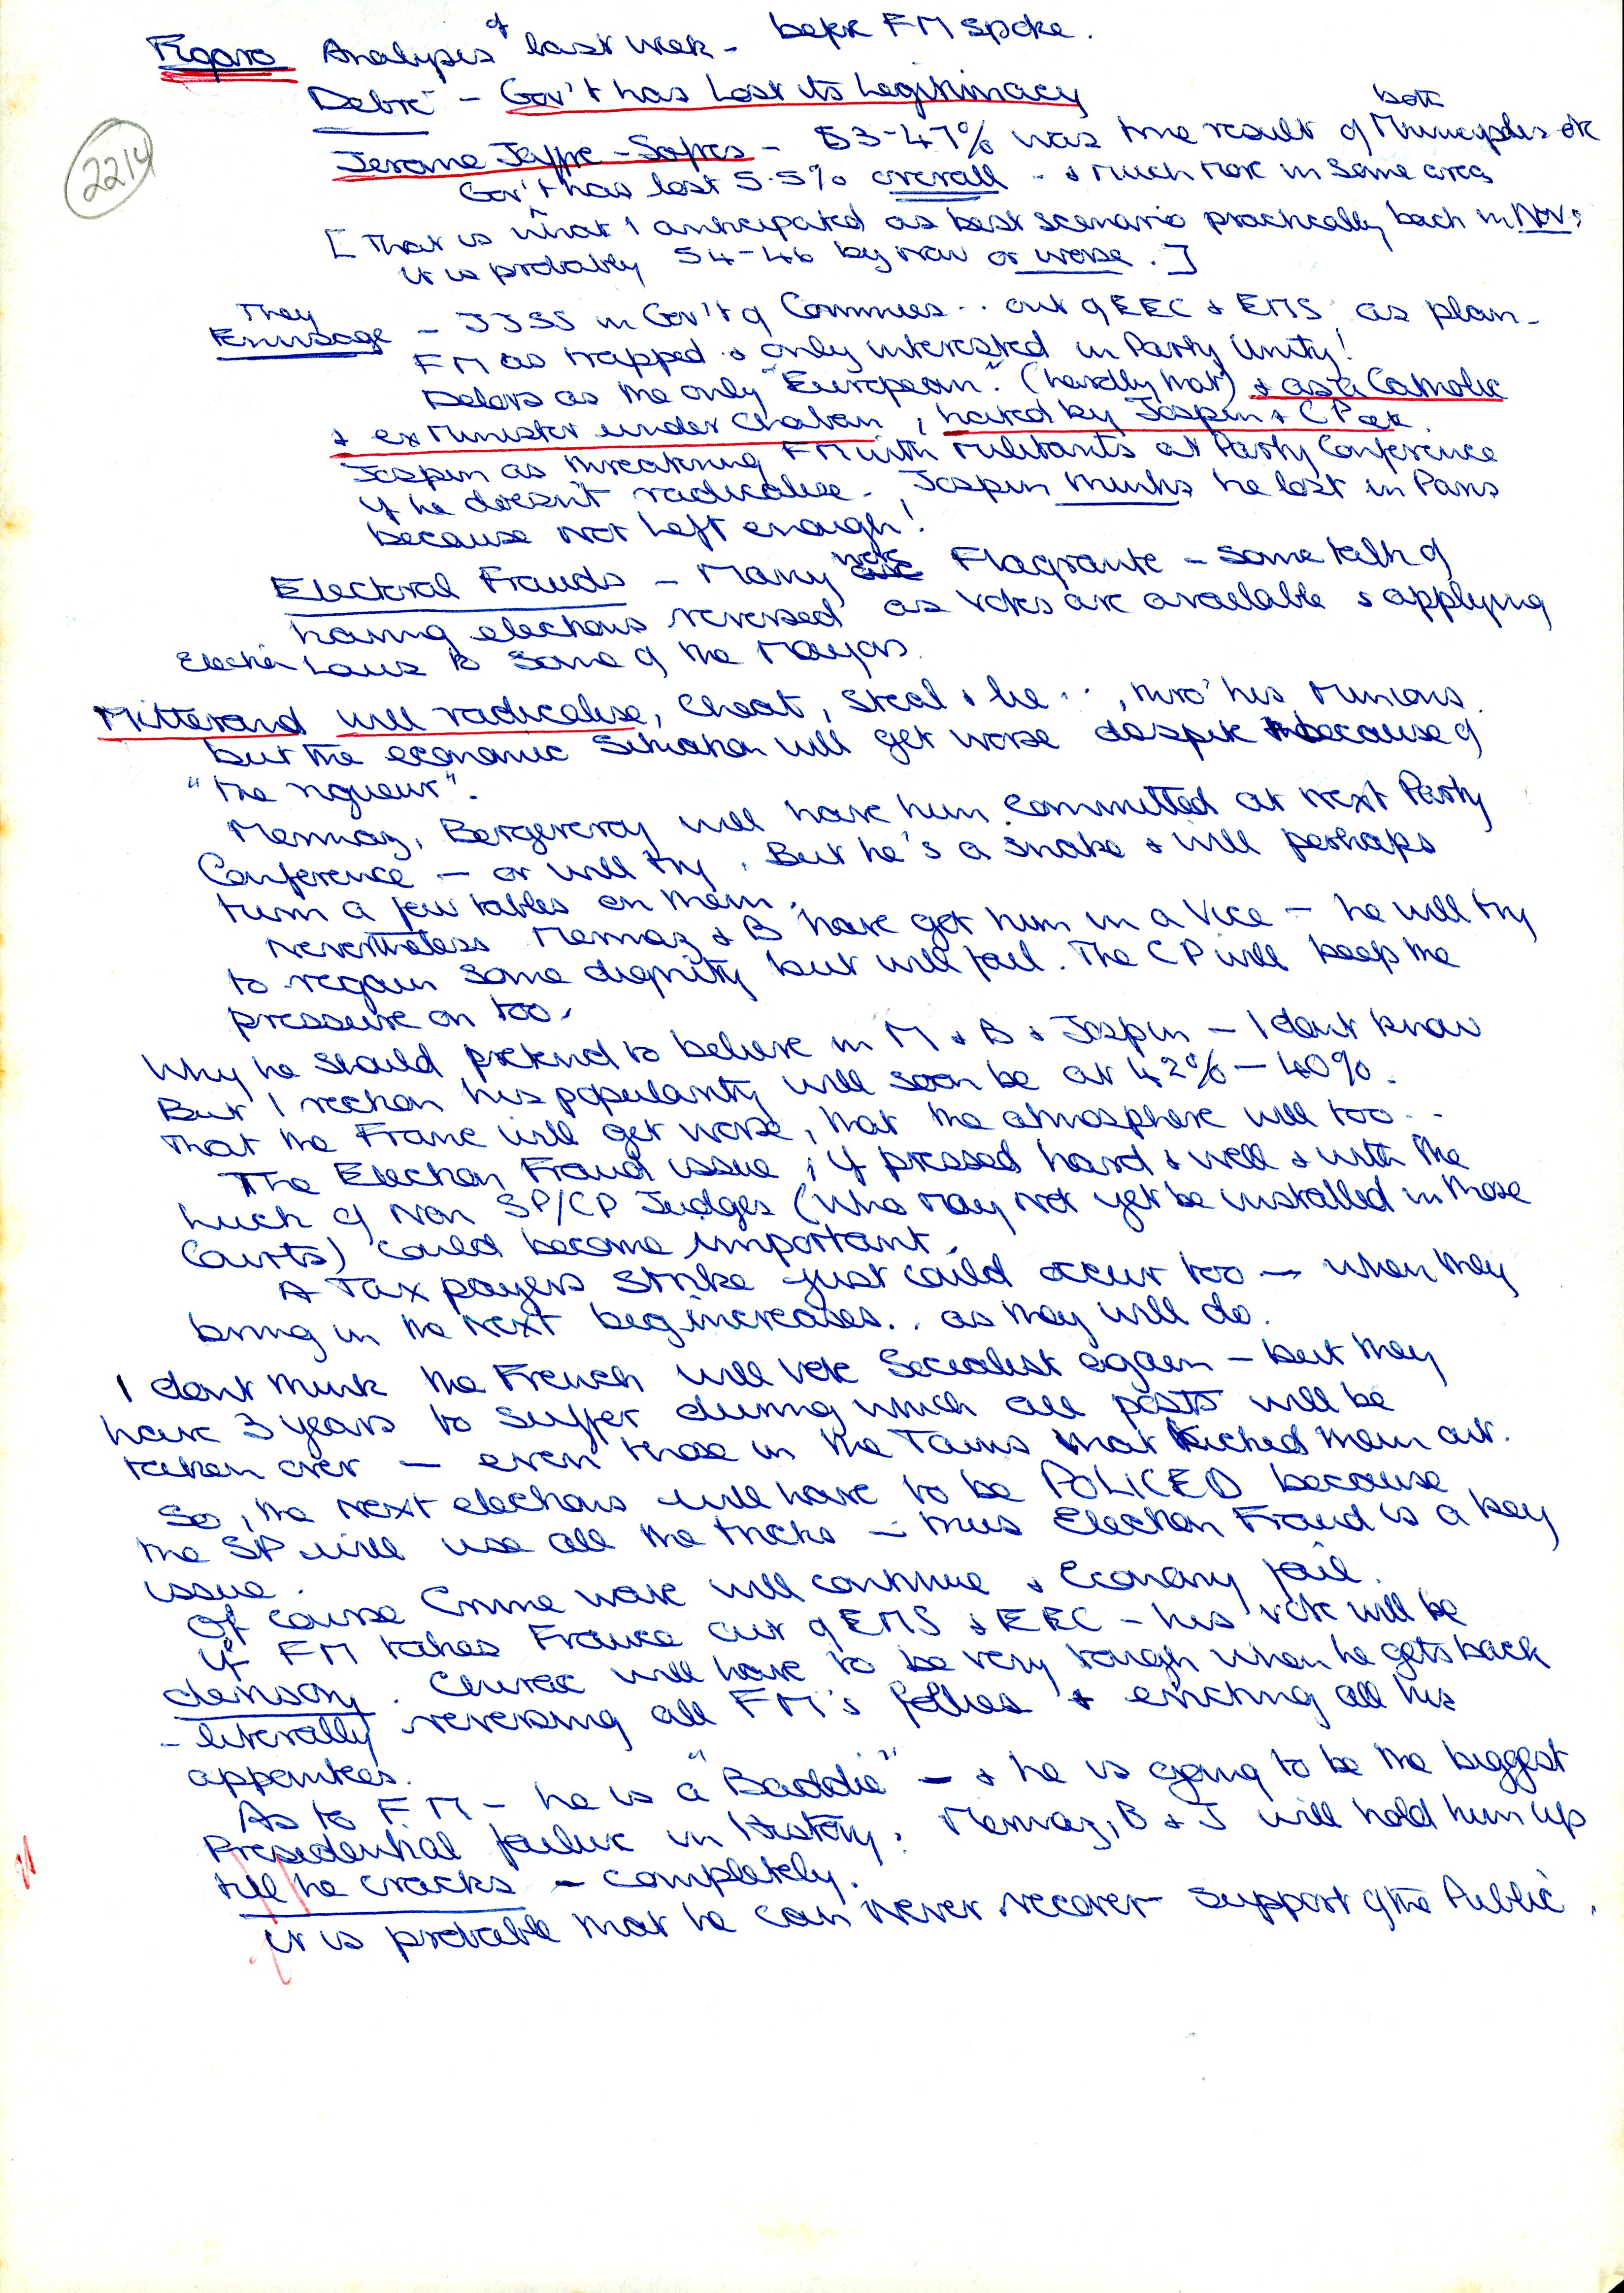 2214
Figaro Analyses of last week - before FM spoke.
Debré - Gov't has Lost its Legitimacy
Jerome Jaffre - Sofres - 53-47% was true result of both Municipales etc
Gov't has lost 5.5% overall - & much more in some areas
[ That is what I anticipated as best scenario practically back in Nov;
it is probably 54-46 by now or worse. ]
They
Envisage - JJSS in Gov't of Communes.. out of EEC & EMS, as plan -
FM as trapped & only interested in Party Unity!
Delors as the only "European". (hardly that) & as a Catholic
& ex Minister under Chaban, hated by Jospin & CP etc.
Jospin as threatening FM with militants at Party Conference
if he doesn't radicalise. Jospin thinks he lost in Paris
because not Left enough!
Electoral Frauds - Many more Flagrante - some talk of
having elections reversed as votes are available & applying
Election Laws to some of the Mayors.
Mitterand will radicalise, Cheat, Steal & lie .., thro' his Minions.
but the economic situation will get worse despite & because of
"the rigueur".
Mermaz, Bergeveroy will have him committed at next Party
Conference - or will try. But he's a snake & will perhaps
turn a few tables on them.
Nevertheless Mermaz & B have got him in a Vice - he will try
to regain some dignity but will fail. The CP will keep the
pressure on too.
Why he should pretend to believe in M & B & Jospin - I dont know
But I reckon his popularity will soon be at 42% - 40%.
That the Franc will get worse, that the atmosphere will too..
The Election Fraud issue, if pressed hard & well & with the
luck of Non SP/CP Judges (who may not yet be installed in those
Courts) could become important.
A Tax payers strike just could occur too - when they
bring in the next big increases.. as they will do.
I dont think the French will vote Socialist again - but they
have 3 years to suffer during which all posts will be
taken over - even those in the Towns that kicked them out.
So, the next elections will have to be POLICED because
the SP will use all the tricks - thus Election Fraud is a key
issue.
Of course Crime wave will continue & Economy fail.
If FM takes France out of EMS & EEC - his vote will be
derisory. Chirac will have to be very tough when he gets back
- literally reversing all FM's follies & evicting all his
appointees.
As to FM - he is a "Baddie" - & he is going to be the biggest
Presidential failure in History. Mermaz, B & J will hold him up
till he cracks - completely.
it is probable that he can never recover support of the Public.